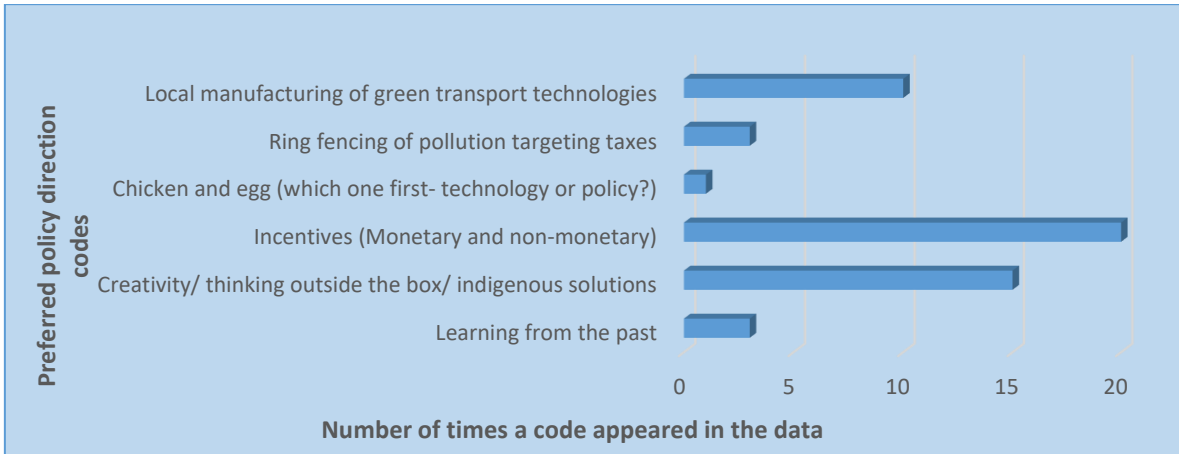 Preferred policy direction
codes
Local manufacturing of green transport technologies
Ring fencing of pollution targeting taxes
Chicken and egg (which one first- technology or policy?)
Incentives (Monetary and non-monetary)
Creativity/ thinking outside the box/ indigenous solutions
Learning from the past
0 5 10 15 20
Number of times a code appeared in the data